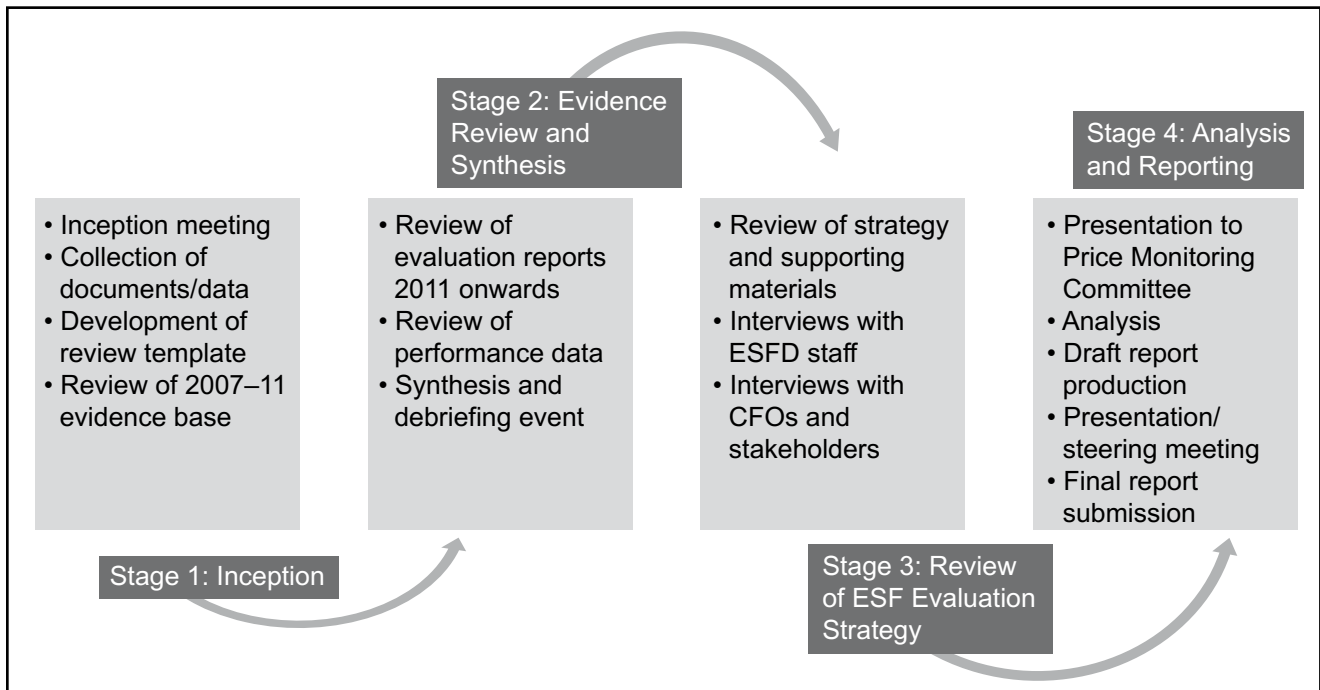 Stage 1: Inception
• Inception meeting
• Collection of
documents/data
• Development of
review template
• Review of 2007–11
evidence base
Stage 2: Evidence
Review and
Synthesis
• Review of
evaluation reports
2011 onwards
• Review of
performance data
• Synthesis and
debriefing event
Stage 3: Review
of ESF Evaluation
Strategy
• Review of strategy
and supporting
materials
• Interviews with
ESFD staff
• Interviews with
CFOs and
stakeholders
Stage 4: Analysis
and Reporting
• Presentation to
Price Monitoring
Committee
• Analysis
• Draft report
production
• Presentation/
steering meeting
• Final report
submission